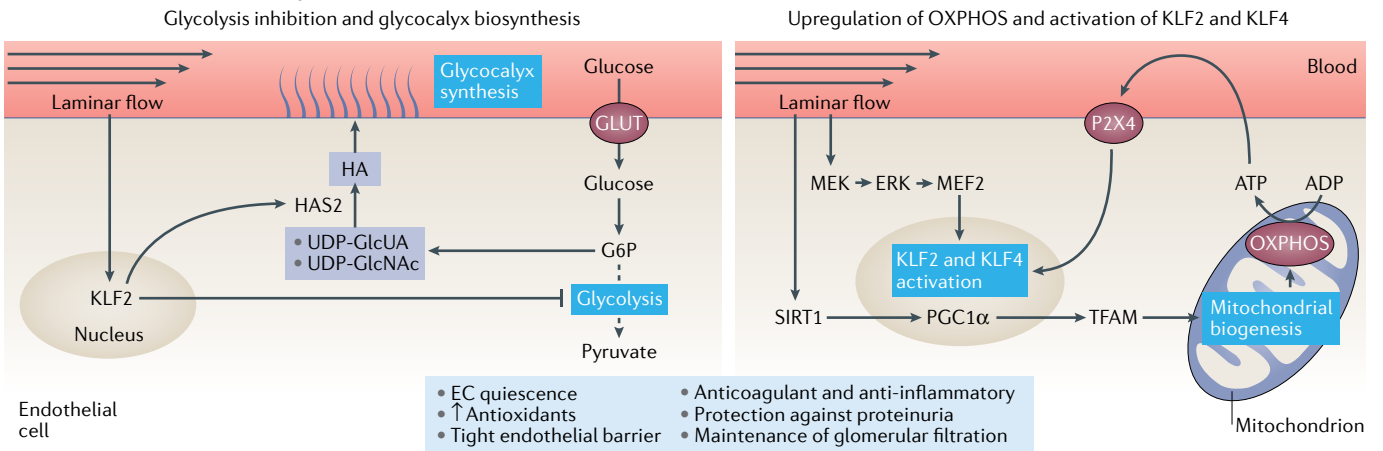 Glycolysis inhibition and glycocalyx biosynthesis
Laminar flow
Glycocalyx
synthesis
Glucose
GLUT
HA
Glucose
HAS2
• UDP-GlcUA
• UDP-GlcNAc
G6P
KLF2
Glycolysis
Nucleus
Pyruvate
Endothelial
cell
Upregulation of OXPHOS and activation of KLF2 and KLF4
Blood
Laminar flow
P2X4
MEK
ERK
MEF2
ATP
ADP
OXPHOS
KLF2 and KLF4
activation
SIRT1
PGC1α
TFAM
Mitochondrial
biogenesis
Mitochondrion
• EC quiescence
• ↑Antioxidants
• Tight endothelial barrier
• Anticoagulant and anti-inflammatory
• Protection against proteinuria
• Maintenance of glomerular filtration